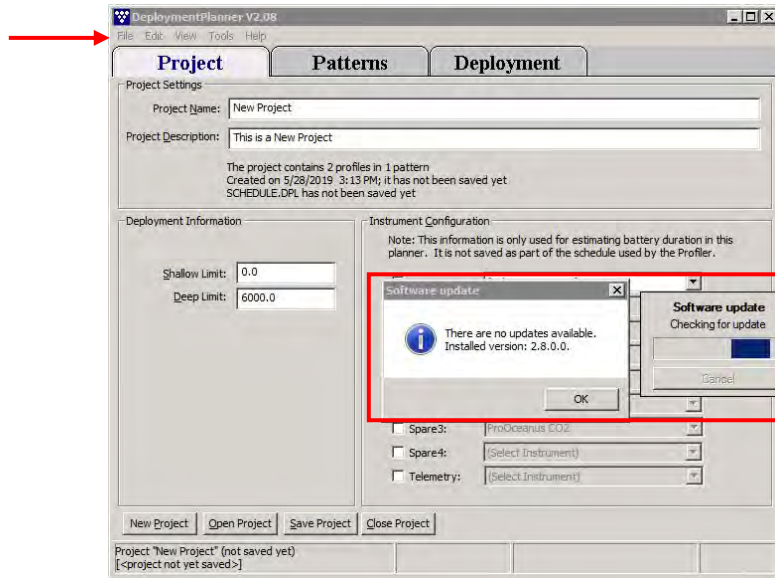 DeploymentPlanner V2.08
File Edit View Tools Help
Project Patterns Deployment
Project Settings
Project Name: New Project
Project Description: This is a New Project
The project contains 2 profiles in 1 pattern
Created on 5/28/2019 3:13 PM; it has not been saved yet
SCHEDULE.DPL has not been saved yet
Deployment Information
Shallow Limit: 0.0
Deep Limit: 6000.0
Instrument Configuration
Note: This information is only used for estimating battery duration in this
planner. It is not saved as part of the schedule used by the Profiler.
Software update
There are no updates available.
Installed version: 2.8.0.0.
OK
Software update
Checking for update
Cancel
Spare3: ProOceanus CO2
Spare4: (Select Instrument)
Telemetry: (Select Instrument)
New Project Open Project Save Project Close Project
Project "New Project" (not saved yet)
[<project not yet saved>]